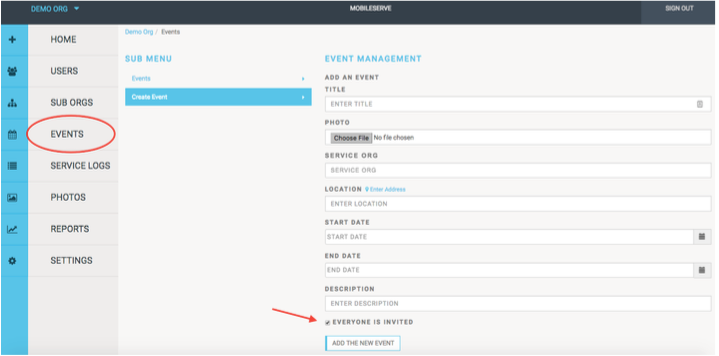 DEMO ORG
MOBILESERVE
SIGN OUT
HOME
USERS
SUB ORGS
EVENTS
SERVICE LOGS
PHOTOS
REPORTS
SETTINGS
Demo Org / Events
SUB MENU
Events
Create Event
EVENT MANAGEMENT
ADD AN EVENT
TITLE
ENTER TITLE
PHOTO
Choose File No file chosen
SERVICE ORG
SERVICE ORG
LOCATION Enter Address
ENTER LOCATION
START DATE
START DATE
END DATE
END DATE
DESCRIPTION
ENTER DESCRIPTION
EVERYONE IS INVITED
ADD THE NEW EVENT